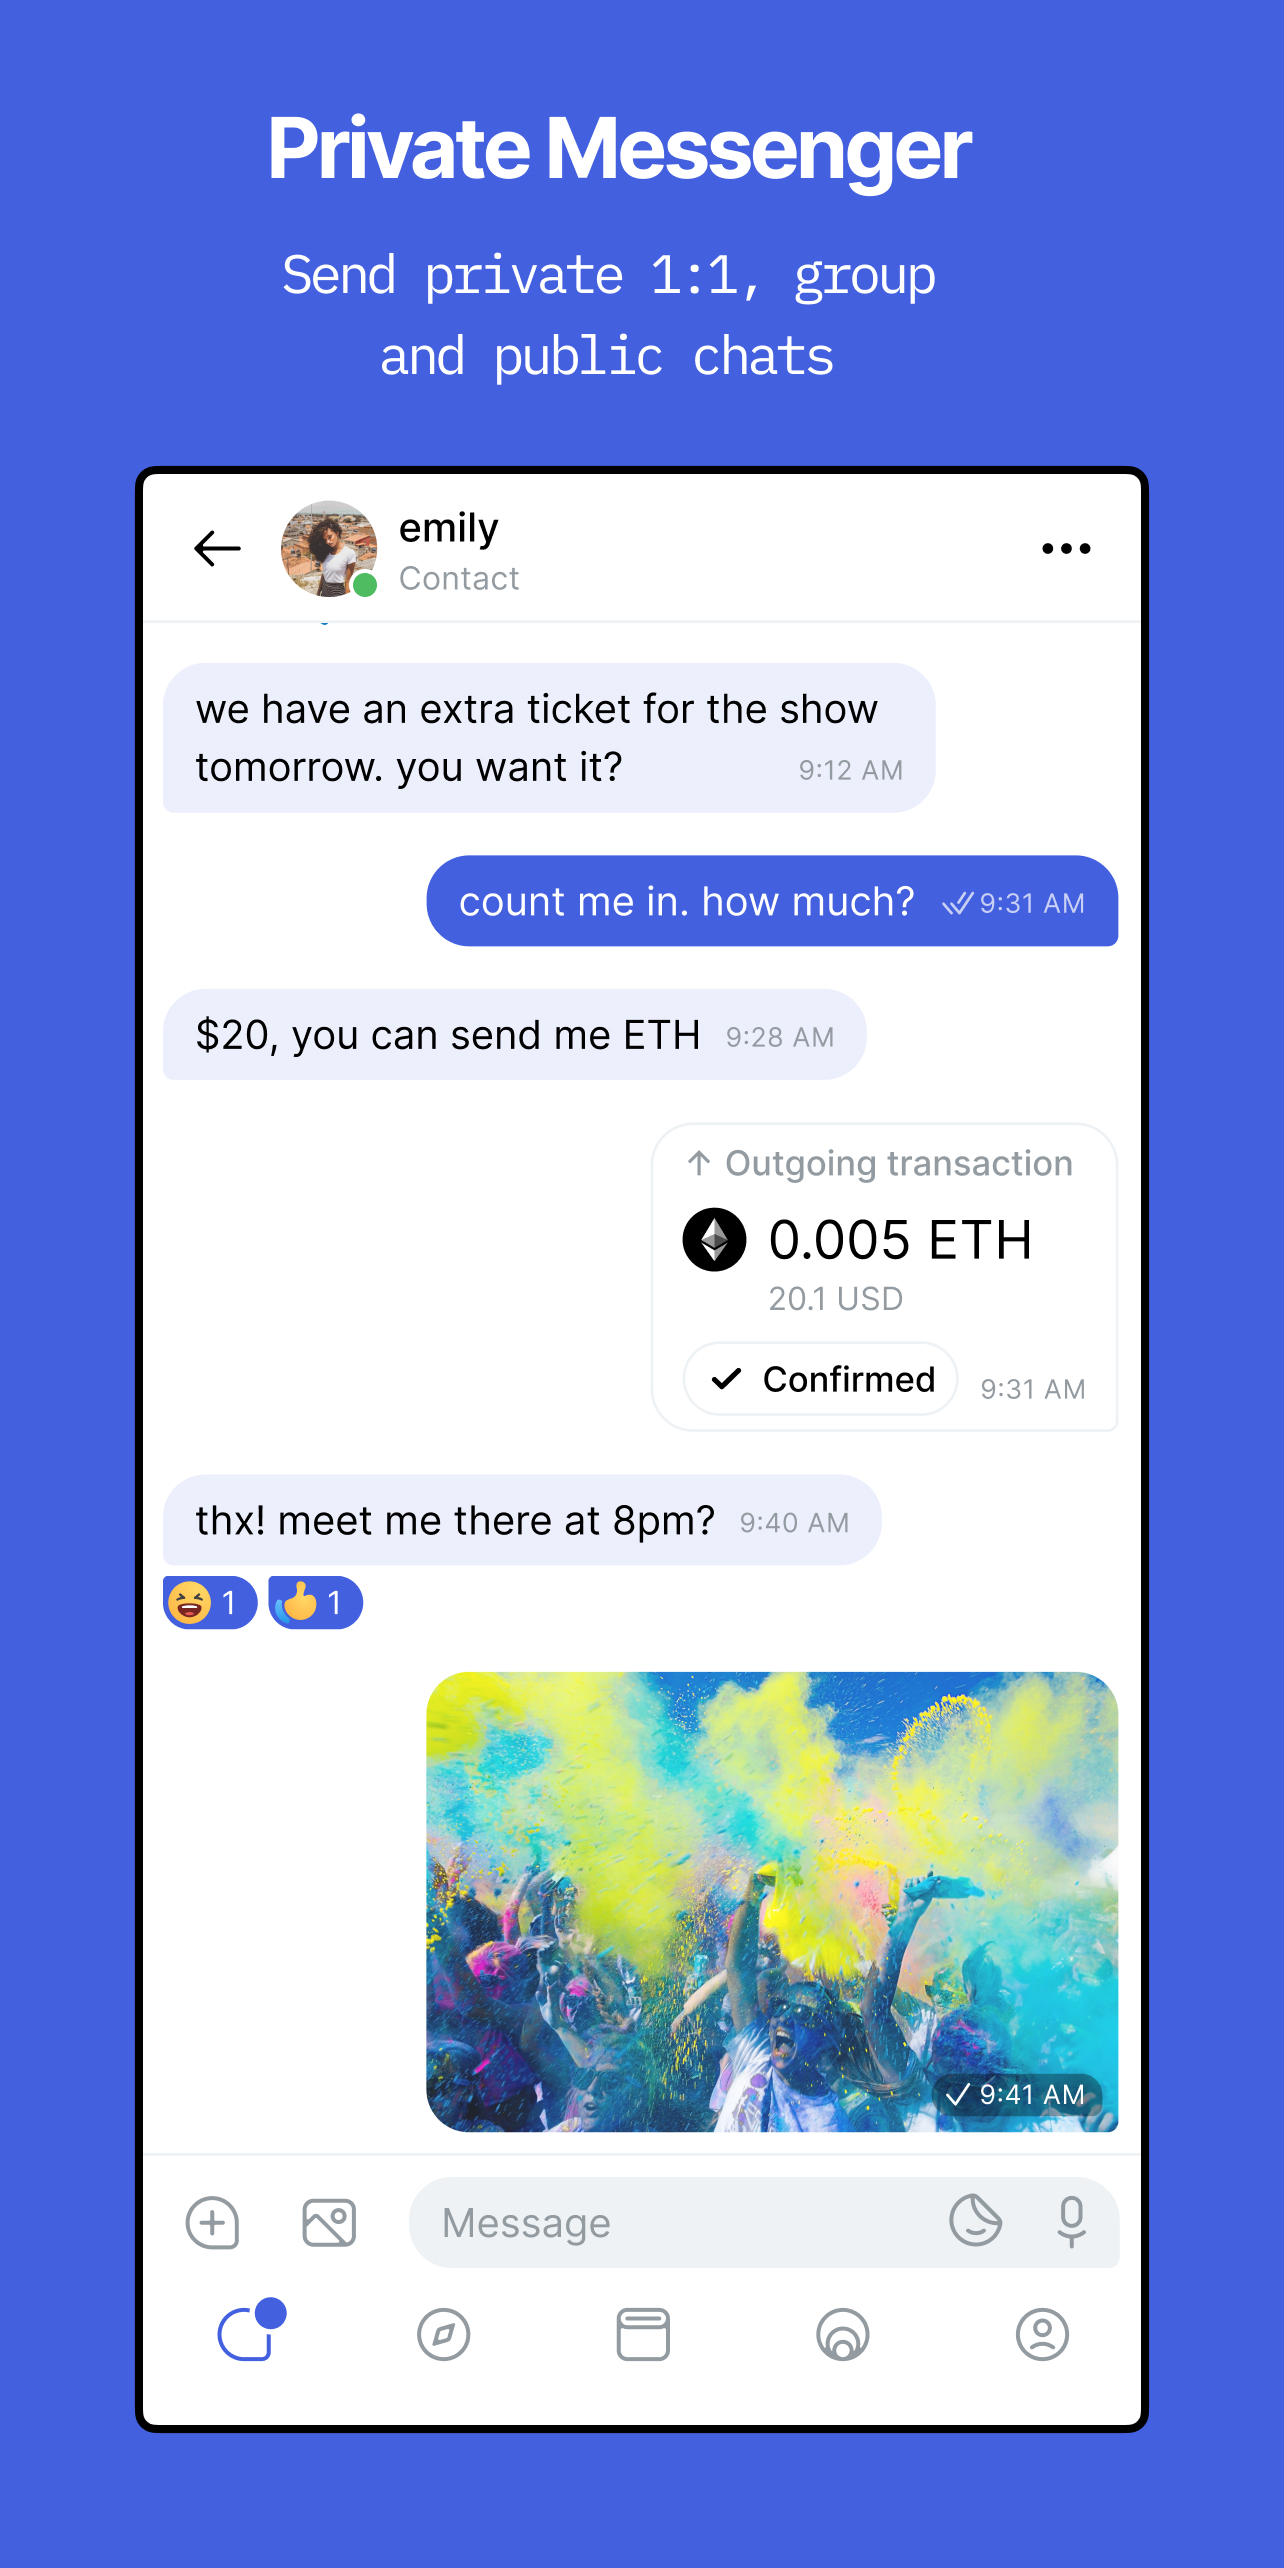 Private Messenger
Send private 1:1, group
and public chats
emily
Contact
we have an extra ticket for the show
tomorrow. you want it? 9:12 AM
count me in. how much? 9:31 AM
$20, you can send me ETH 9:28 AM
↑ Outgoing transaction
0.005 ETH
20.1 USD
Confirmed 9:31 AM
thx! meet me there at 8pm? 9:40 AM
1 1
9:41 AM
Message